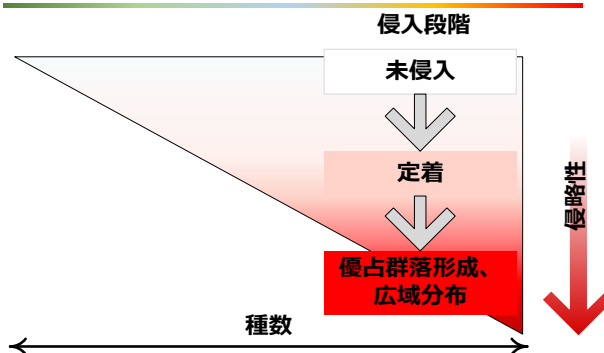 侵入段階
未侵入
定着
侵略性
優占群落形成、
広域分布
種数